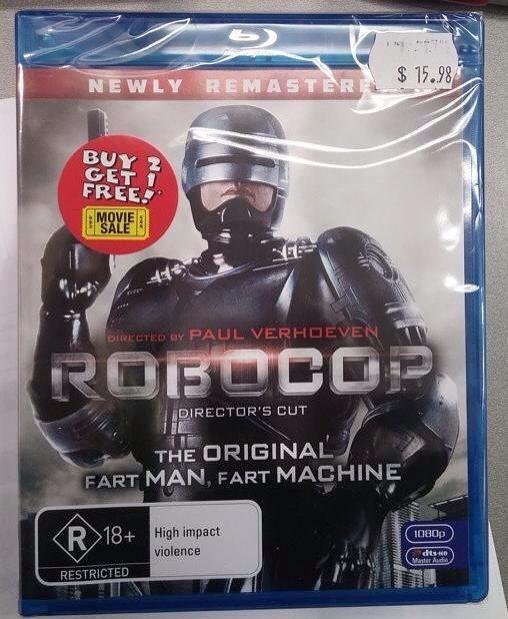 $ 15.98
NEWLY REMASTERE
BUY 2
GET 1
FREE!
MOVIE
SALE
DIRECTED BY PAUL VERHOEVEN
ROBOCOP
DIRECTOR'S CUT
THE ORIGINAL
FART MAN, FART MACHINE
R 18+
High impact
violence
RESTRICTED
1080p
dts-HD
Master Audio